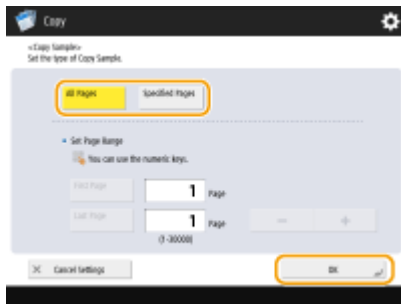 Copy
<Copy Sample>
Set the type of Copy Sample.
All Pages
Specified Pages
Set Page Range
You can use the numeric keys.
First Page
1 Page
Last Page
1 Page
(1-30000)
− +
Cancel Settings
OK